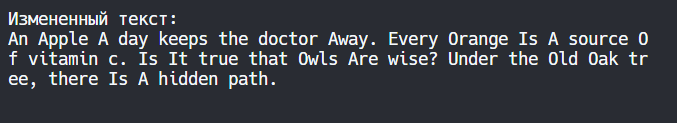 Измененный текст:
An Apple A day keeps the doctor Away. Every Orange Is A source O
f vitamin c. Is It true that Owls Are wise? Under the Old Oak tr
ee, there Is A hidden path.